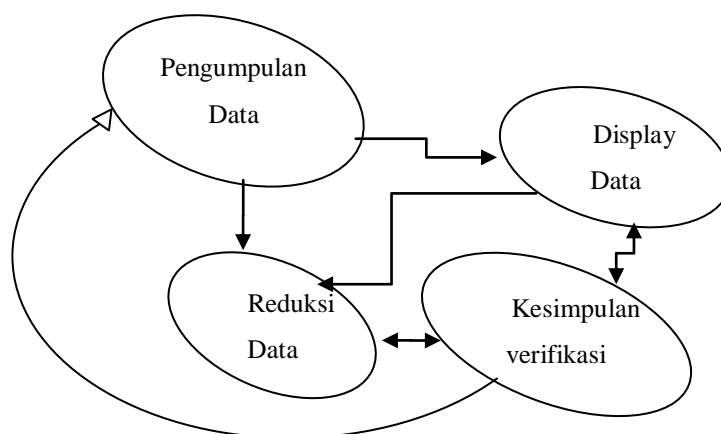 Pengumpulan
Data
Display
Data
Reduksi
Data
Kesimpulan
verifikasi